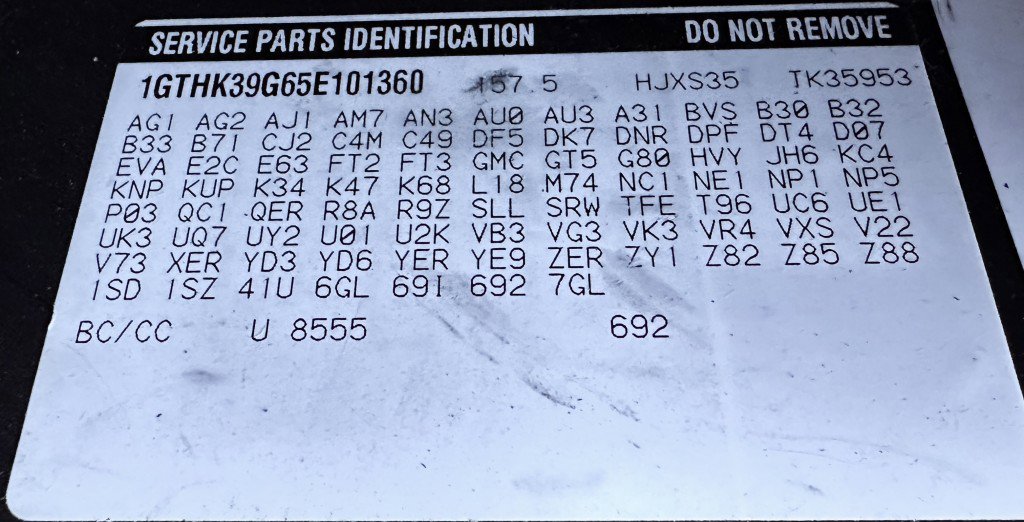 SERVICE PARTS IDENTIFICATION DO NOT REMOVE
1GTHK39G65E101360 157.5 HJXS35 TK35953
AG1 AG2 AJ1 AM7 AN3 AU0 AU3 A31 BVS B30 B32
B33 B71 CJ2 C4M C49 DF5 DK7 DNR DPF DT4 D07
EVA E2C E63 FT2 FT3 GMC GT5 G80 HVY JH6 KC4
KNP KUP K34 K47 K68 L18 M74 NC1 NE1 NP1 NP5
P03 QC1 QER R8A R9Z SLL SRW TFE T96 UC6 UE1
UK3 UQ7 UY2 U01 U2K VB3 VG3 VK3 VR4 VXS V22
V73 XER YD3 YD6 YER YE9 ZER ZY1 Z82 Z85 Z88
1SD 1SZ 41U 6GL 69I 692 7GL
BC/CC U 8555 692